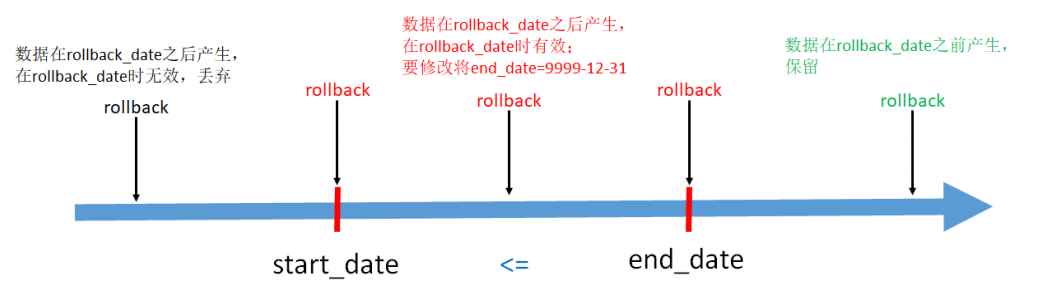 数据在rollback_date之后产生，
在rollback_date时无效，丢弃
rollback
rollback
数据在rollback_date之后产生，
在rollback_date时有效；
要修改将end_date=9999-12-31
rollback
rollback
数据在rollback_date之前产生，
保留
rollback
start_date
<=
end_date